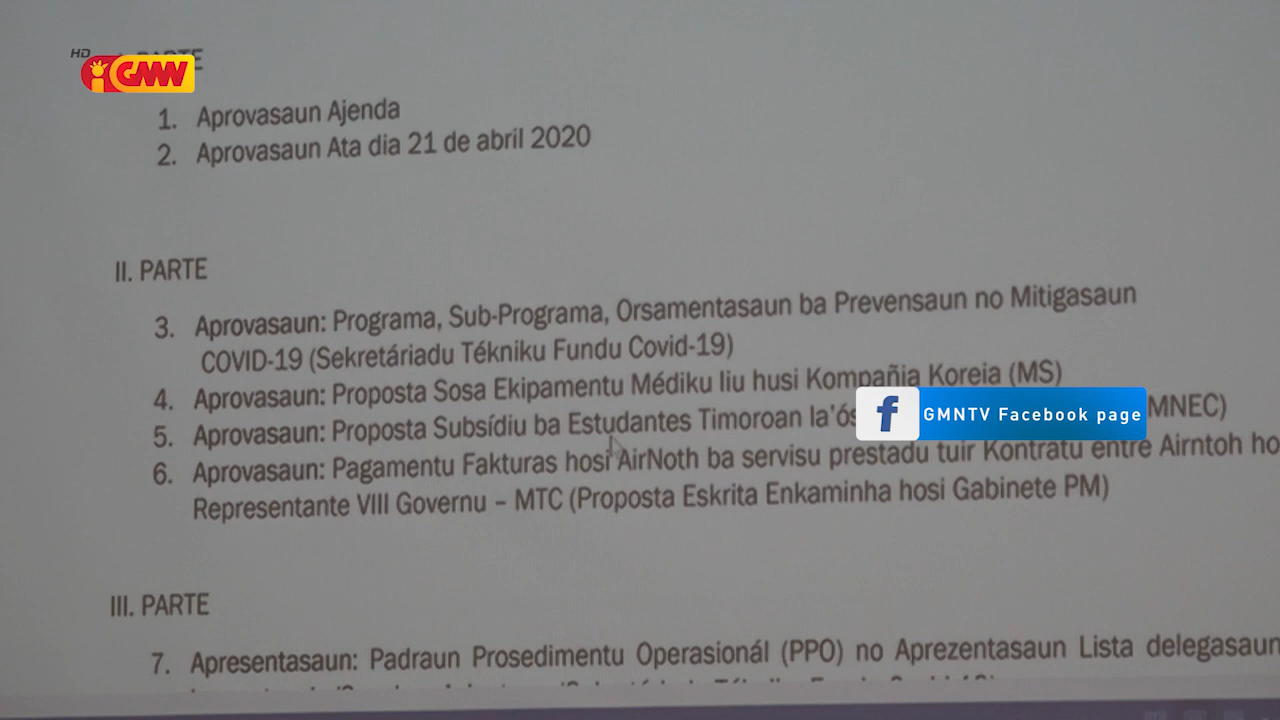 HD
GMN
I. PARTE
1. Aprovasaun Ajenda
2. Aprovasaun Ata dia 21 de abril 2020
II. PARTE
3. Aprovasaun: Programa, Sub-Programa, Orsamentasaun ba Prevensaun no Mitigasaun
COVID-19 (Sekretáriadu Tékniku Fundu Covid-19)
4. Aprovasaun: Proposta Sosa Ekipamentu Médiku liu husi Kompañia Koreia (MS)
5. Aprovasaun: Proposta Subsídiu ba Estudantes Timoroan la'ós MNEC)
GMNTV Facebook page
6. Aprovasaun: Pagamentu Fakturas hosi AirNoth ba servisu prestadu tuir Kontratu entre Airntoh ho
Representante VIII Governu – MTC (Proposta Eskrita Enkaminha hosi Gabinete PM)
III. PARTE
7. Apresentasaun: Padraun Prosedimentu Operasionál (PPO) no Aprezentasaun Lista delegasaun